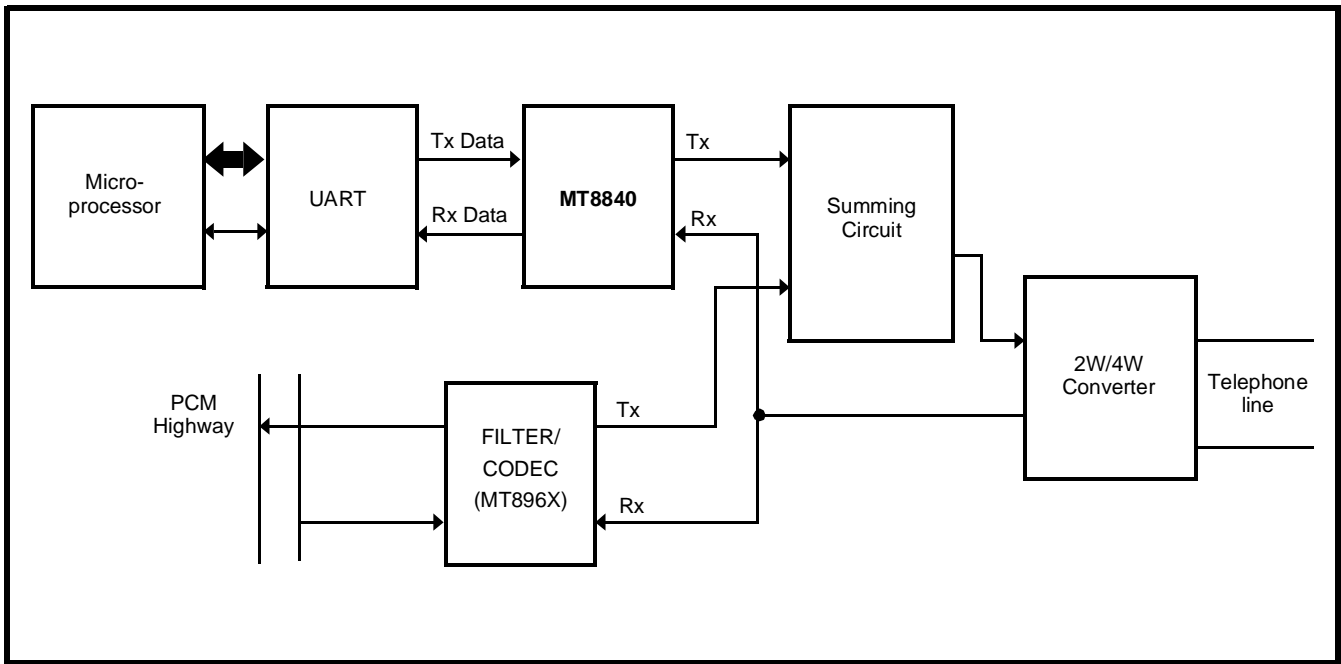 Micro-
processor
UART
Tx Data
Rx Data
MT8840
Tx
Rx
Summing
Circuit
2W/4W
Converter
Telephone
line
PCM
Highway
FILTER/
CODEC
(MT896X)
Tx
Rx